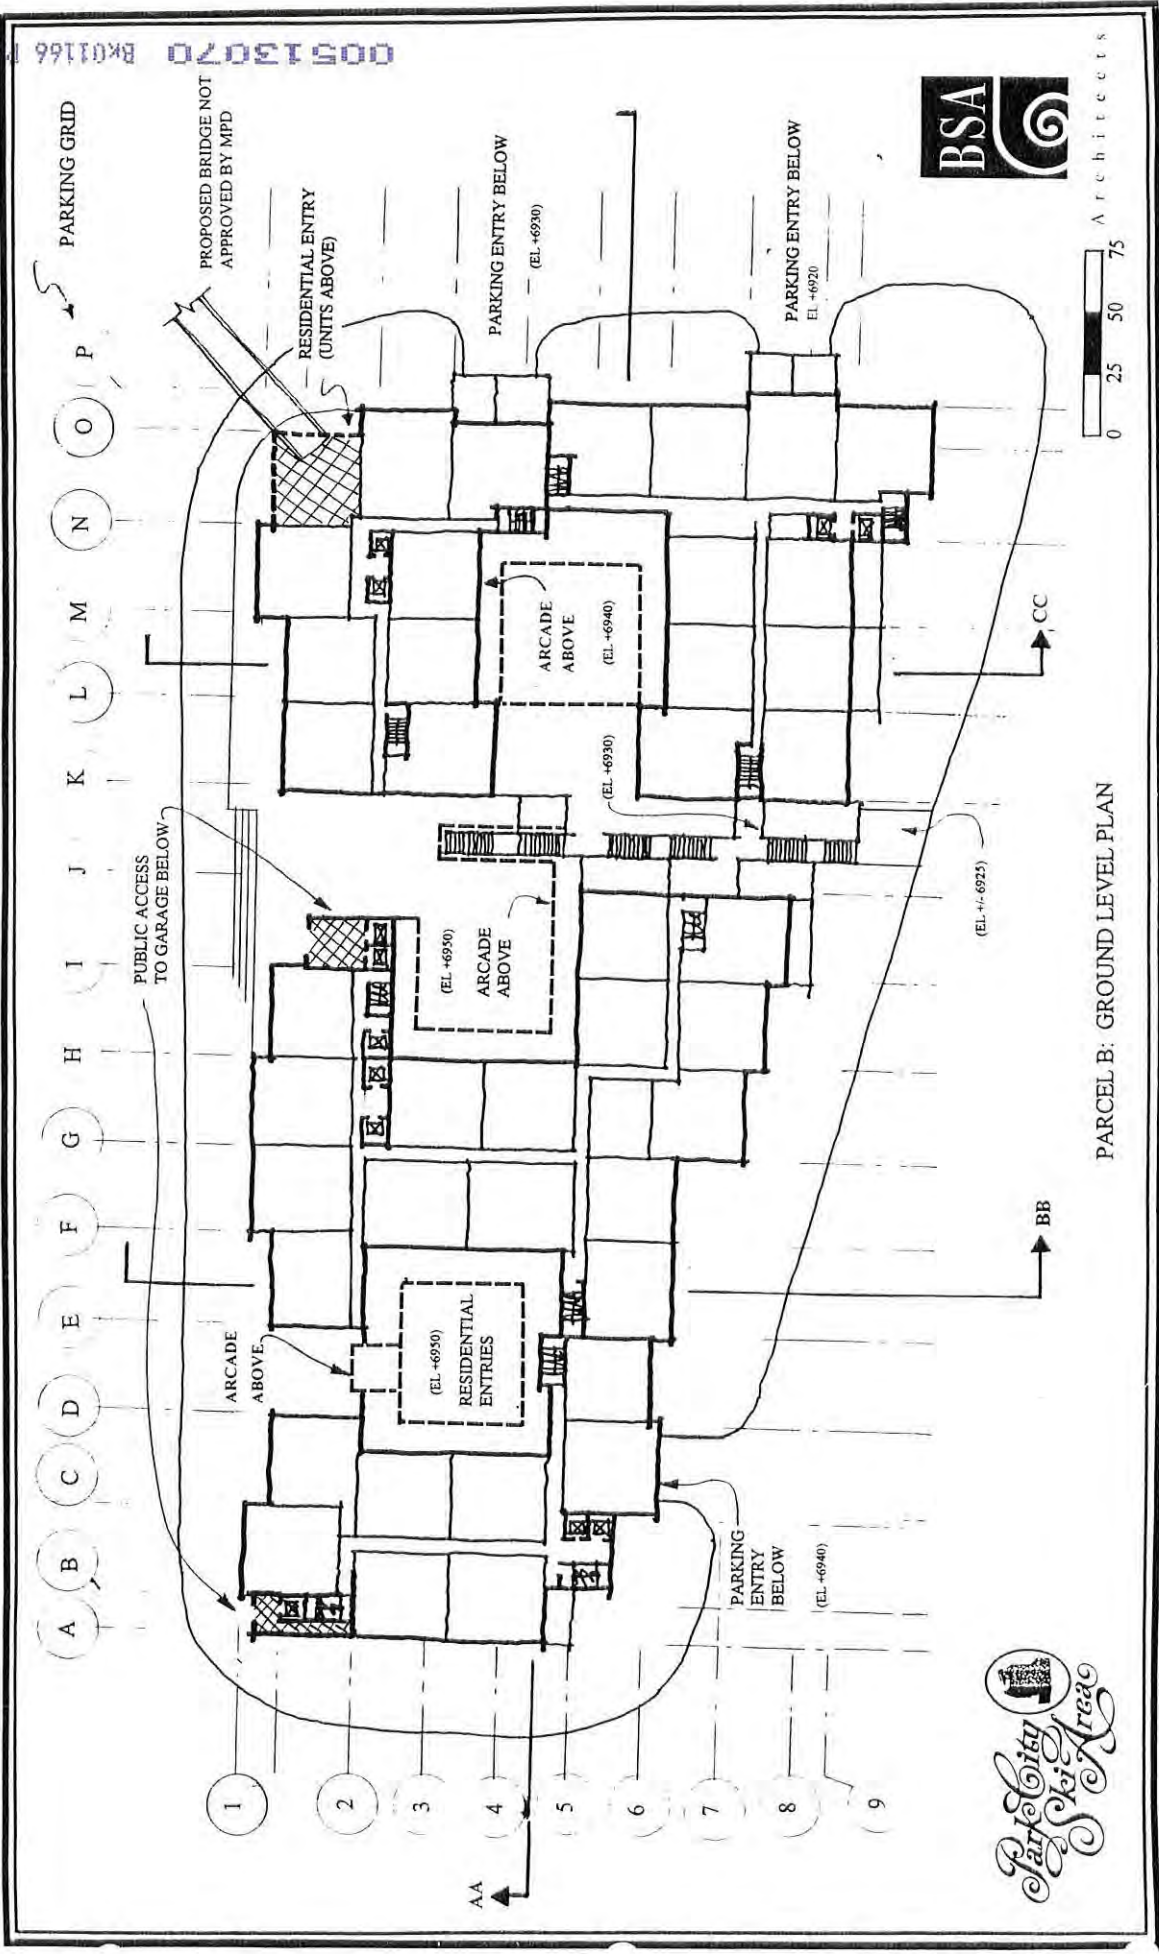 00513070 BK01166 P
PARKING GRID
A
B
C
D
E
F
G
H
I
J
K
L
M
N
O
P
PROPOSED BRIDGE NOT
APPROVED BY MPD
RESIDENTIAL ENTRY
(UNITS ABOVE)
PARKING ENTRY BELOW
(EL +6930)
PARKING ENTRY BELOW
EL +6920
PUBLIC ACCESS
TO GARAGE BELOW
ARCADE
ABOVE
(EL +6950)
RESIDENTIAL
ENTRIES
(EL +6950)
ARCADE
ABOVE
ARCADE
ABOVE
(EL +6940)
(EL +6930)
(EL +/- 6925)
PARKING
ENTRY
BELOW
(EL +6940)
1
2
3
4
5
6
7
8
9
AA
BB
CC
Park City
Ski Area
PARCEL B: GROUND LEVEL PLAN
0 25 50 75
BSA
Architects